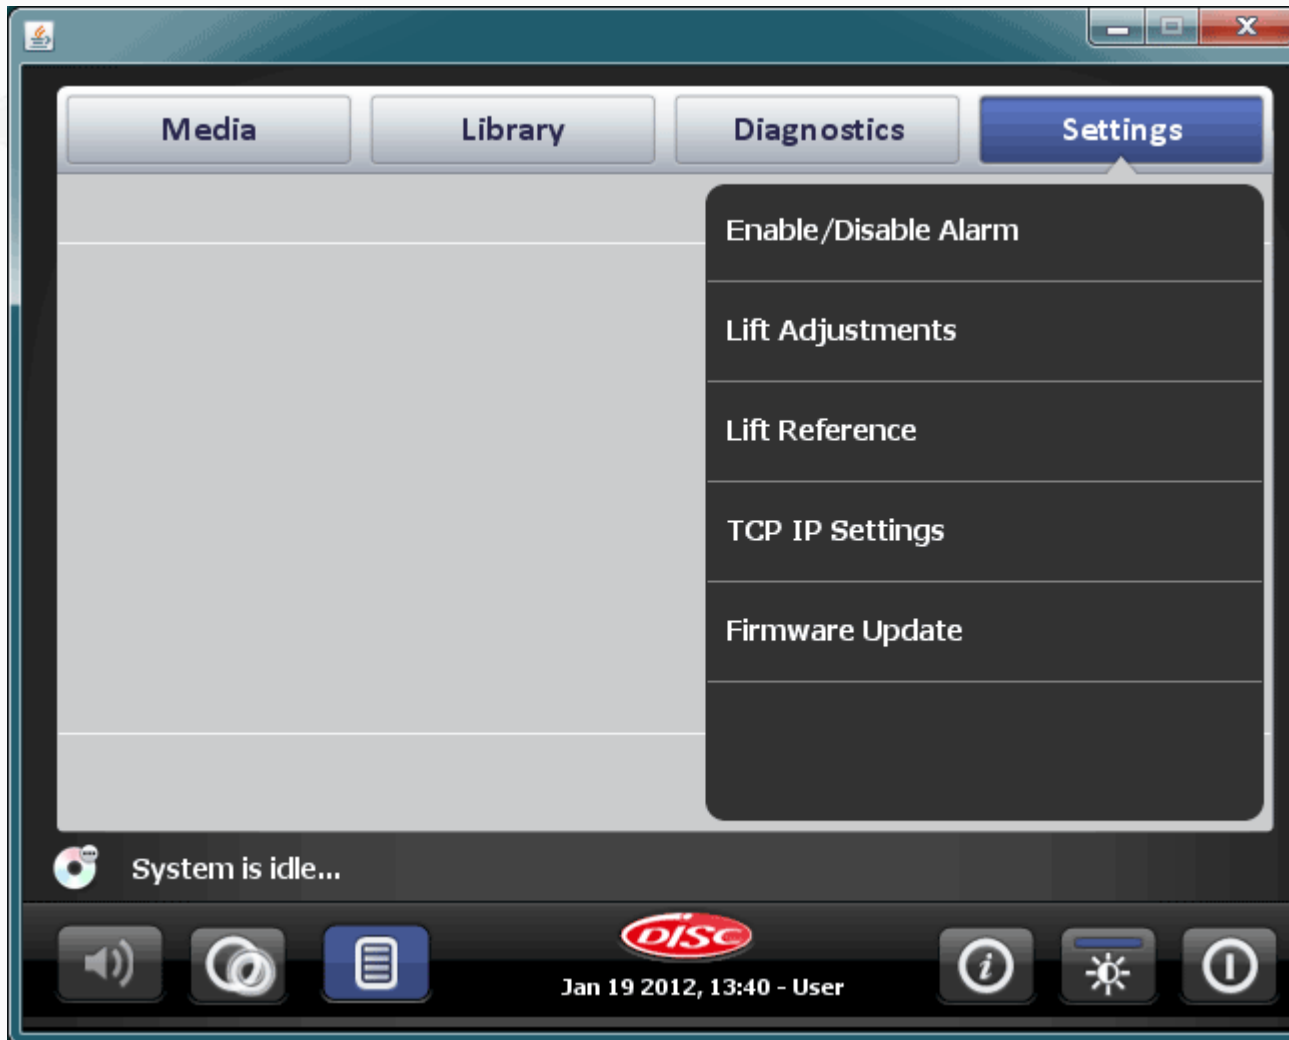 Media
Library
Diagnostics
Settings
Enable/Disable Alarm
Lift Adjustments
Lift Reference
TCP IP Settings
Firmware Update
System is idle...
DISC
Jan 19 2012, 13:40 - User